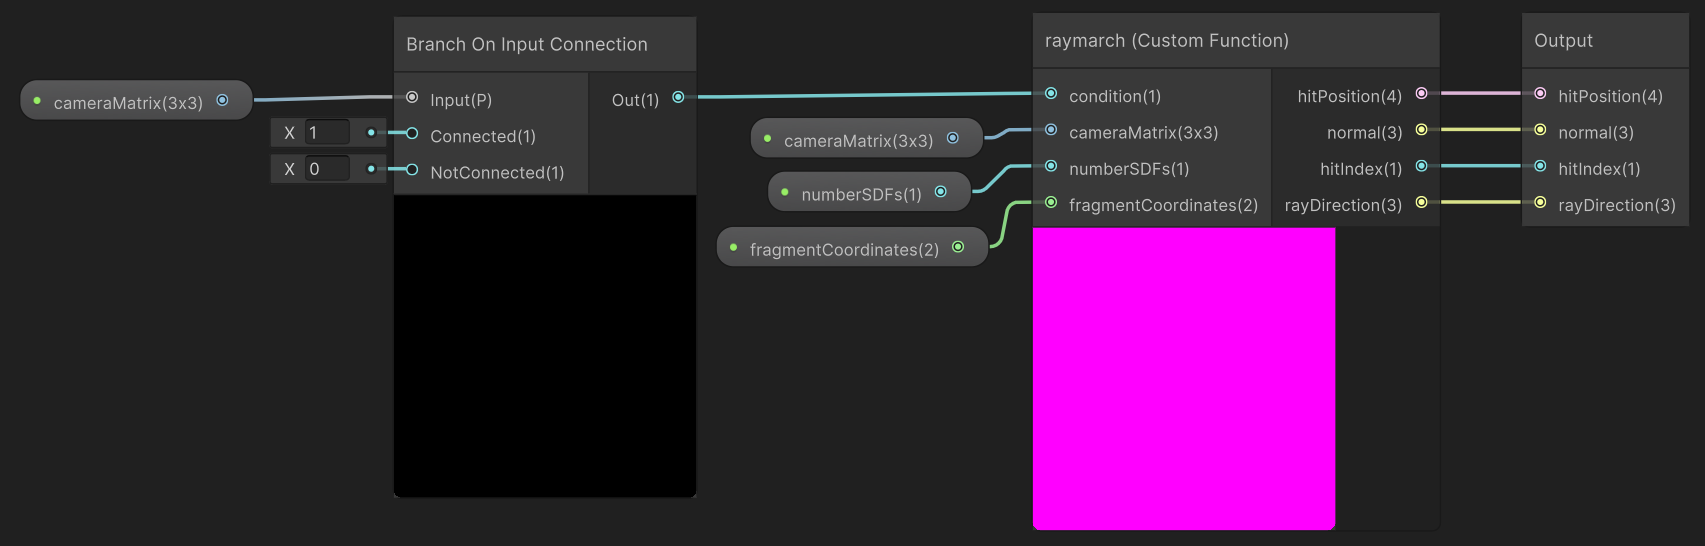 Branch On Input Connection
cameraMatrix(3x3)
Input(P)
Out(1)
X 1
Connected(1)
X 0
NotConnected(1)
cameraMatrix(3x3)
numberSDFs(1)
fragmentCoordinates(2)
raymarch (Custom Function)
condition(1)
hitPosition(4)
cameraMatrix(3x3)
normal(3)
numberSDFs(1)
hitIndex(1)
fragmentCoordinates(2)
rayDirection(3)
Output
hitPosition(4)
normal(3)
hitIndex(1)
rayDirection(3)